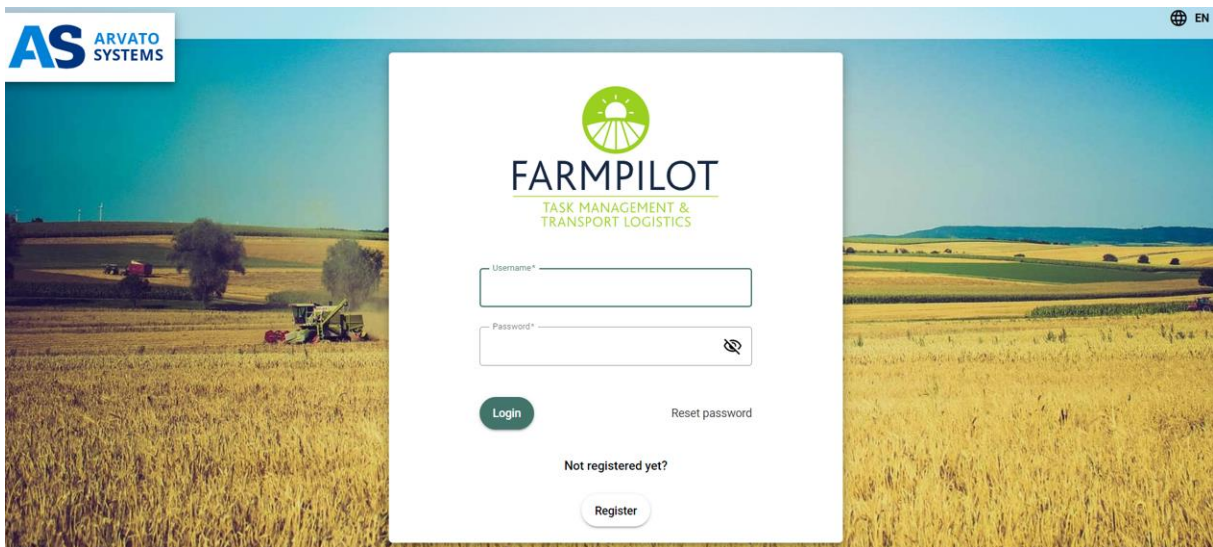 AS ARVATO
SYSTEMS
EN
FARMPILOT
TASK MANAGEMENT &
TRANSPORT LOGISTICS
Username*
Password*
Login
Reset password
Not registered yet?
Register